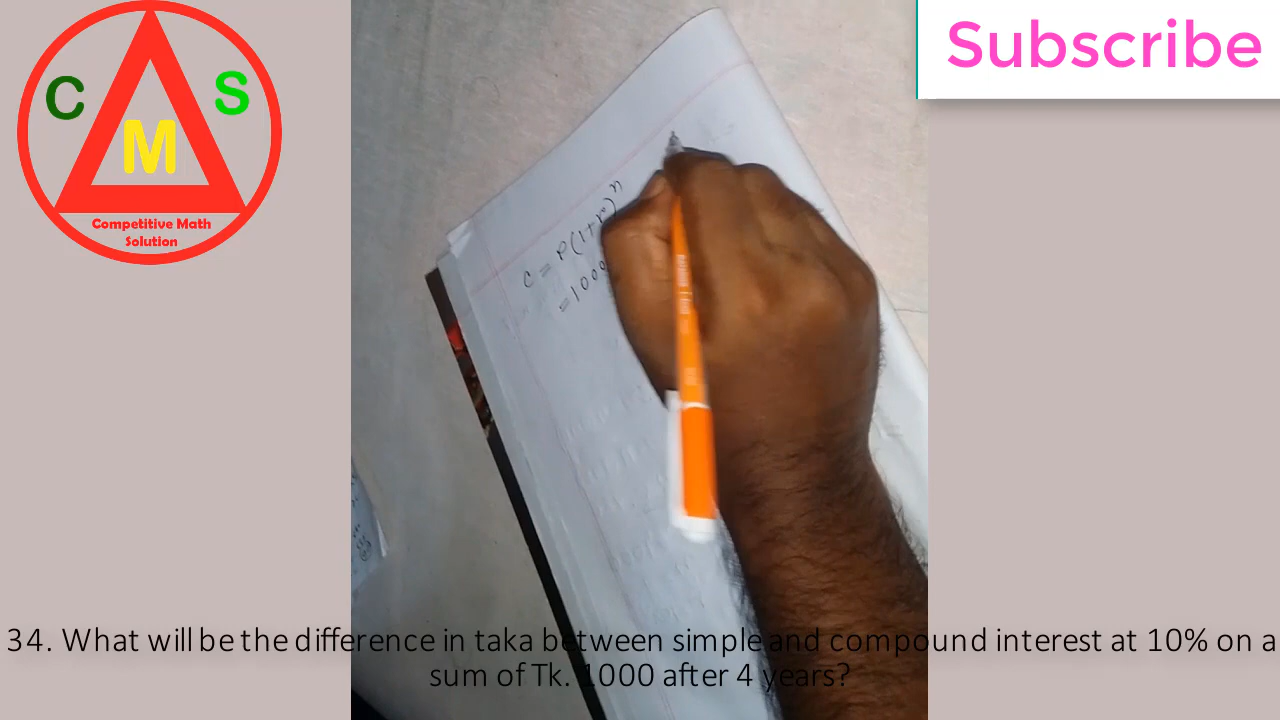 C
S
M
Competitive Math
Solution
Subscribe
C = P(1+r)ⁿ
= 1000
34. What will be the difference in taka between simple and compound interest at 10% on a
sum of Tk. 1000 after 4 years?